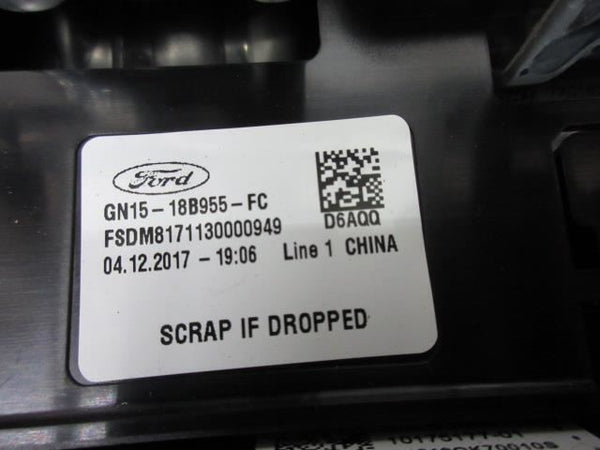 Ford
GN15-18B955-FC
D6AQQ
FSDM8171130000949
04.12.2017 - 19:06 Line 1 CHINA
SCRAP IF DROPPED